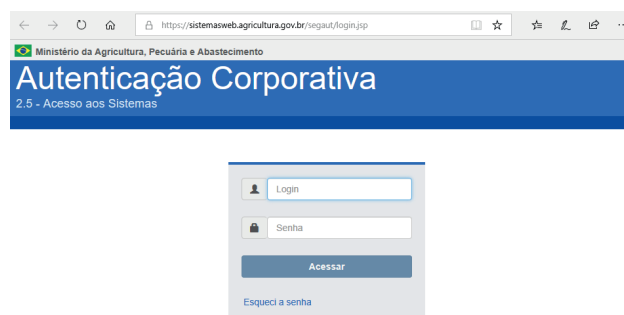 https://sistemasweb.agricultura.gov.br/segaut/login.jsp
Ministério da Agricultura, Pecuária e Abastecimento
Autenticação Corporativa
2.5 - Acesso aos Sistemas
Login
Senha
Acessar
Esqueci a senha